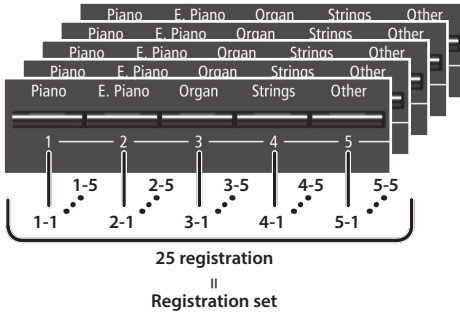 Piano E. Piano Organ Strings Other
Piano E. Piano Organ Strings Other
Piano E. Piano Organ Strings Other
Piano E. Piano Organ Strings Other
Piano E. Piano Organ Strings Other
1 2 3 4 5
1-5 2-5 3-5 4-5 5-5
1-1 2-1 3-1 4-1 5-1
25 registration
=
Registration set